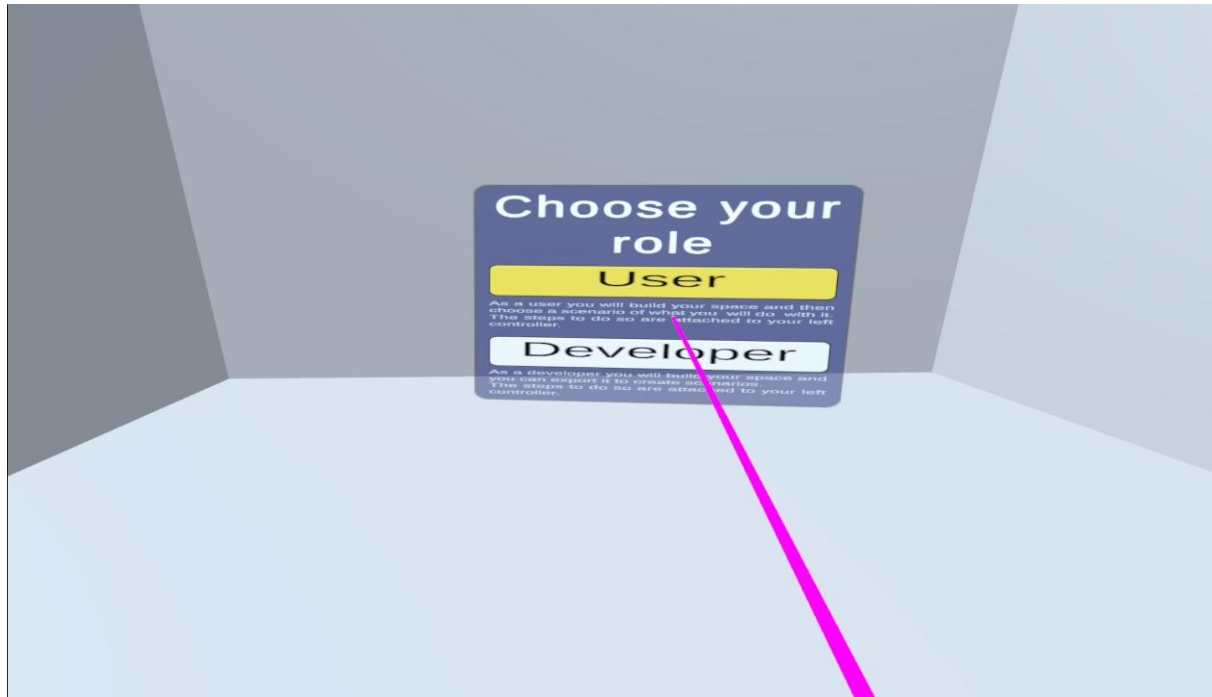 Choose your
role
User
As a user you will build your space and then
choose a scenario of what you will do with it.
The steps to do so are attached to your left
controller.
Developer
As a developer you will build your space and
you can export it to create scenarios.
The steps to do so are attached to your left
controller.